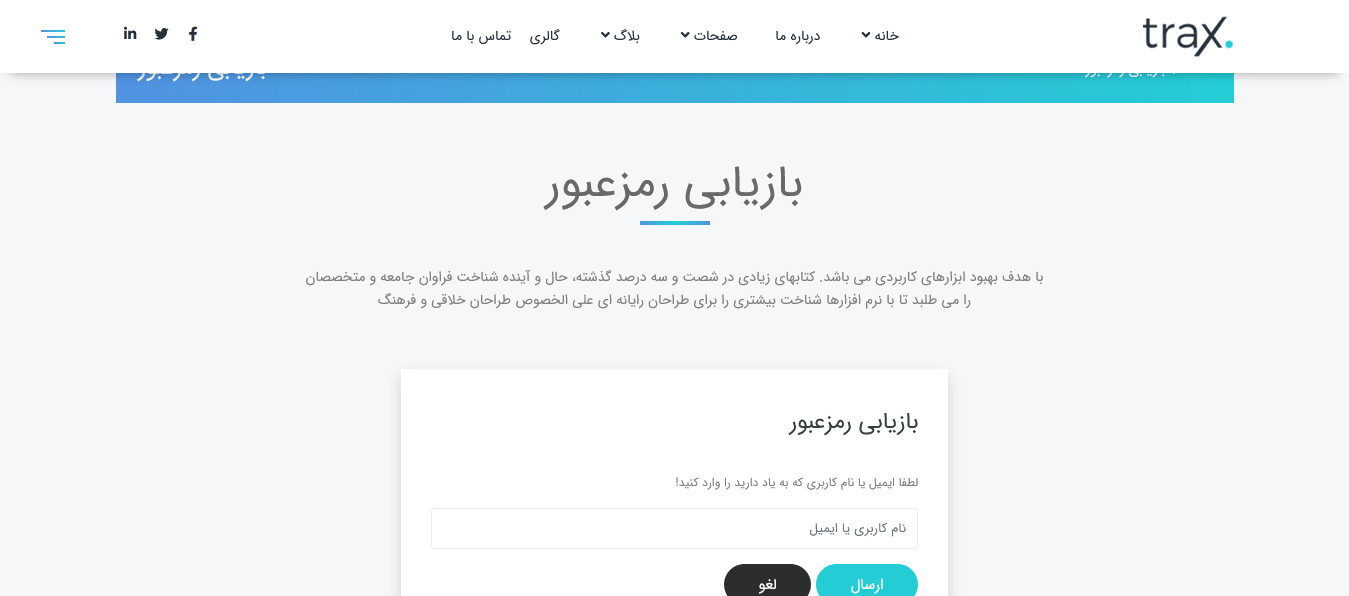 trax.
خانه
درباره ما
صفحات
بلاگ
گالری
تماس با ما
بازیابی رمزعبور
با هدف بهبود ابزارهای کاربردی می باشد. کتابهای زیادی در شصت و سه درصد گذشته، حال و آینده شناخت فراوان جامعه و متخصصان
را می طلبد تا با نرم افزارها شناخت بیشتری را برای طراحان رایانه ای علی الخصوص طراحان خلاقی و فرهنگ
بازیابی رمزعبور
لطفا ایمیل یا نام کاربری که به یاد دارید را وارد کنید!
نام کاربری یا ایمیل
ارسال
لغو